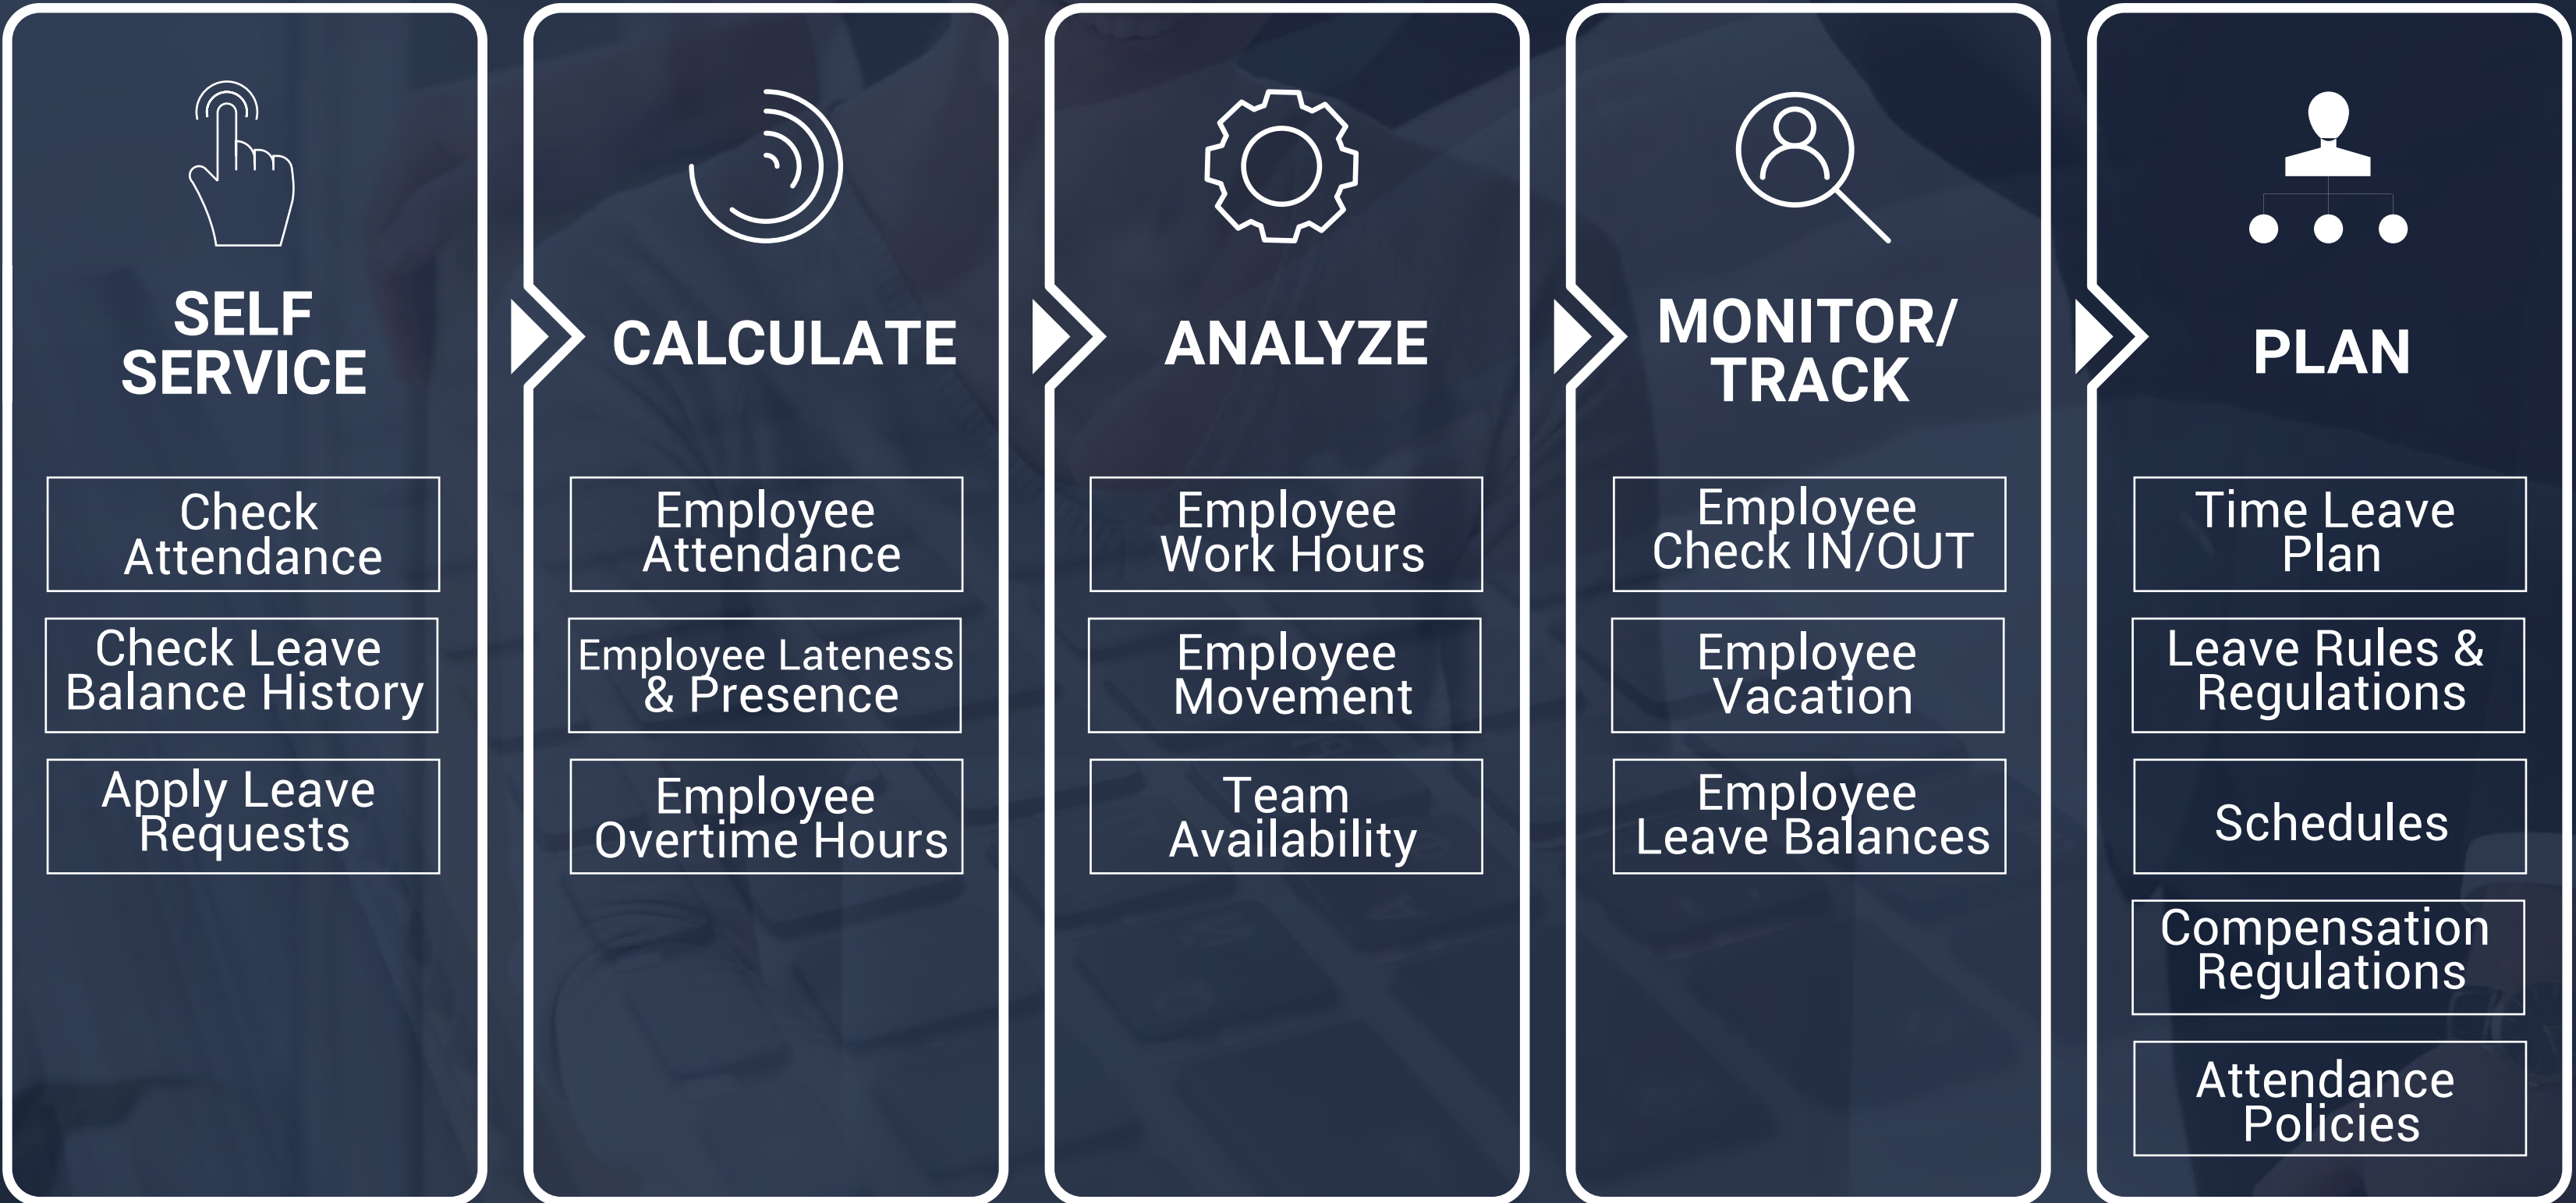 SELF
SERVICE
Check
Attendance
Check Leave
Balance History
Apply Leave
Requests
CALCULATE
Employee
Attendance
Employee Lateness
& Presence
Employee
Overtime Hours
ANALYZE
Employee
Work Hours
Employee
Movement
Team
Availability
MONITOR/
TRACK
Employee
Check IN/OUT
Employee
Vacation
Employee
Leave Balances
PLAN
Time Leave
Plan
Leave Rules &
Regulations
Schedules
Compensation
Regulations
Attendance
Policies